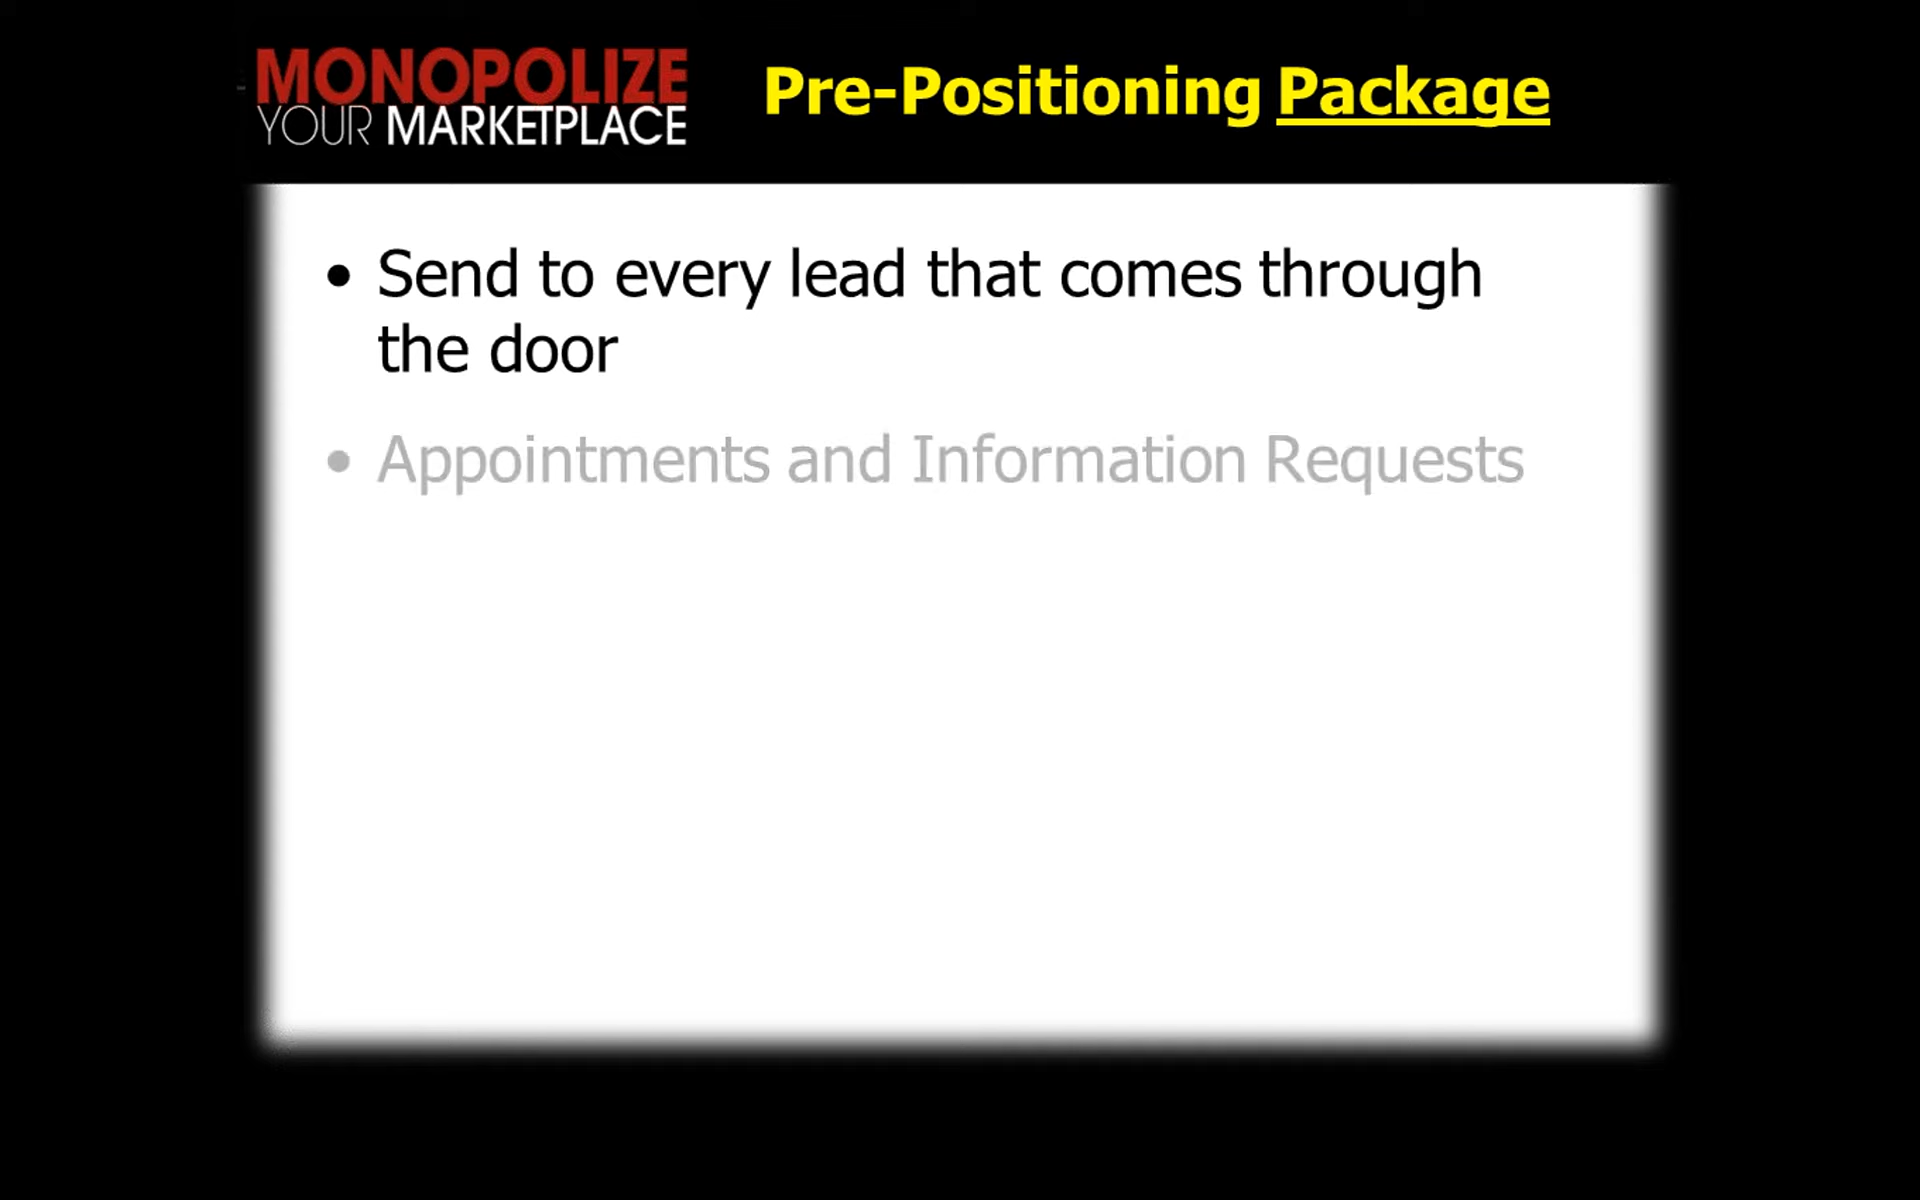 MONOPOLIZE
YOUR MARKETPLACE
Pre-Positioning Package
• Send to every lead that comes through
the door
• Appointments and Information Requests